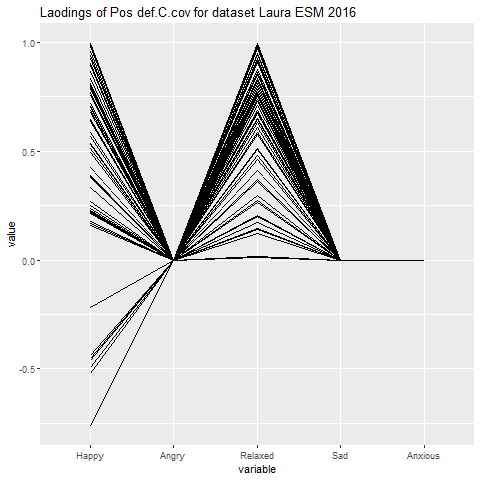 Laodings of Pos def.C.cov for dataset Laura ESM 2016
1.0
0.5
0.0
-0.5
value
Happy Angry Relaxed Sad Anxious
variable